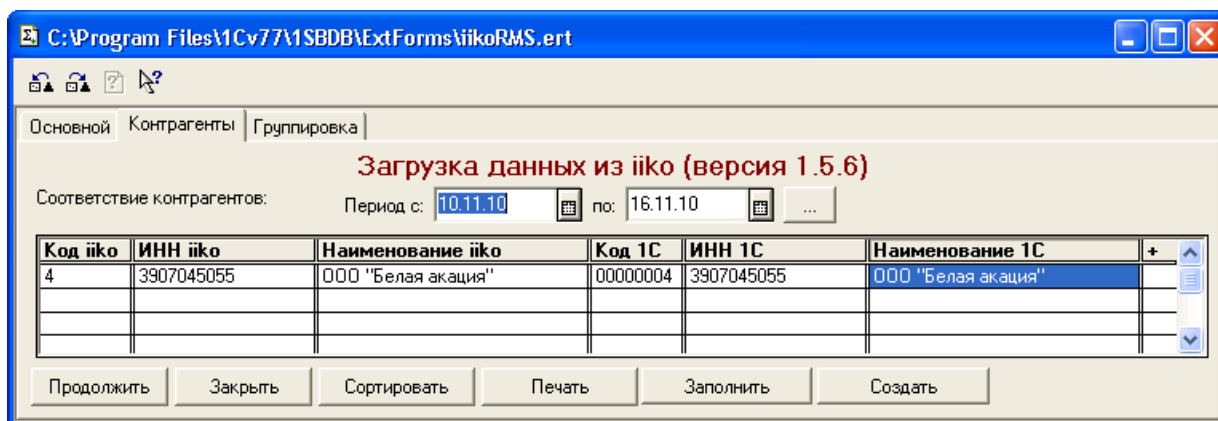 C:\Program Files\1Cv77\1SBDB\ExtForms\iikoRMS.ert
Основной Контрагенты Группировка
Загрузка данных из iiko (версия 1.5.6)
Соответствие контрагентов: Период с: 10.11.10 по: 16.11.10 ...
Код iiko ИНН iiko Наименование iiko Код 1С ИНН 1С Наименование 1С +
4 3907045055 ООО "Белая акация" 00000004 3907045055 ООО "Белая акация"
Продолжить Закрыть Сортировать Печать Заполнить Создать